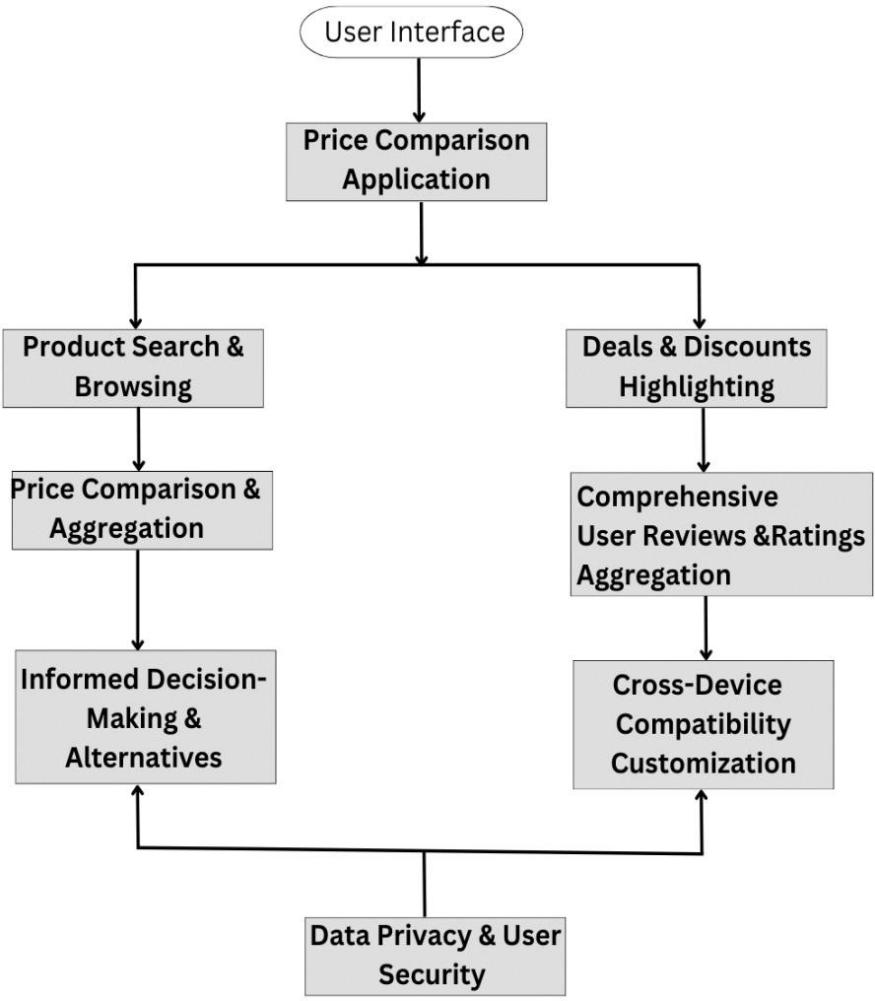 User Interface
Price Comparison
Application
Product Search &
Browsing
Price Comparison &
Aggregation
Informed Decision-
Making &
Alternatives
Deals & Discounts
Highlighting
Comprehensive
User Reviews &Ratings
Aggregation
Cross-Device
Compatibility
Customization
Data Privacy & User
Security